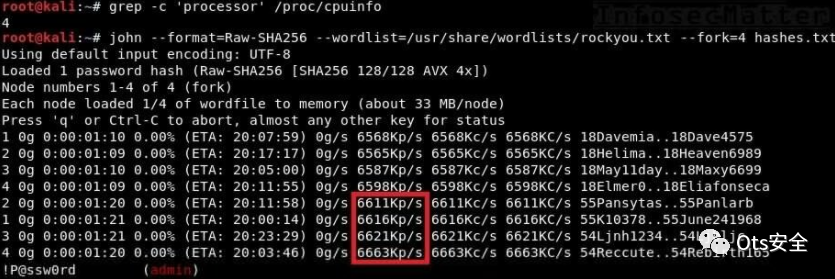 root@kali:~# grep -c 'processor' /proc/cpuinfo
InfosecMatter
4
root@kali:~# john --format=Raw-SHA256 --wordlist=/usr/share/wordlists/rockyou.txt --fork=4 hashes.txt
Using default input encoding: UTF-8
Loaded 1 password hash (Raw-SHA256 [SHA256 128/128 AVX 4x])
Node numbers 1-4 of 4 (fork)
Each node loaded 1/4 of wordfile to memory (about 33 MB/node)
Press 'q' or Ctrl-C to abort, almost any other key for status
1 0g 0:00:01:10 0.00% (ETA: 20:07:59) 0g/s 6568Kp/s 6568Kc/s 6568KC/s 18Davemia..18Dave4575
2 0g 0:00:01:10 0.00% (ETA: 20:17:17) 0g/s 6565Kp/s 6565Kc/s 6565KC/s 18Helima..18Heaven6989
3 0g 0:00:01:10 0.00% (ETA: 20:05:00) 0g/s 6587Kp/s 6587Kc/s 6587KC/s 18May11day..18Maxy6699
4 0g 0:00:01:10 0.00% (ETA: 20:11:55) 0g/s 6598Kp/s 6598Kc/s 6598KC/s 18Elmer0..18Eliafonseca
2 0g 0:00:01:20 0.00% (ETA: 20:11:58) 0g/s 6611Kp/s 6611Kc/s 6611KC/s 55Pansytas..55Panlarb
1 0g 0:00:01:21 0.00% (ETA: 20:00:14) 0g/s 6616Kp/s 6616Kc/s 6616KC/s 55K10378..55June241968
3 0g 0:00:01:21 0.00% (ETA: 20:23:29) 0g/s 6621Kp/s 6621Kc/s 6621KC/s
4 0g 0:00:01:20 0.00% (ETA: 20:03:46) 0g/s 6663Kp/s 6663Kc/s 6663KC/s
!P@ssw0rd (admin)
Ots安全